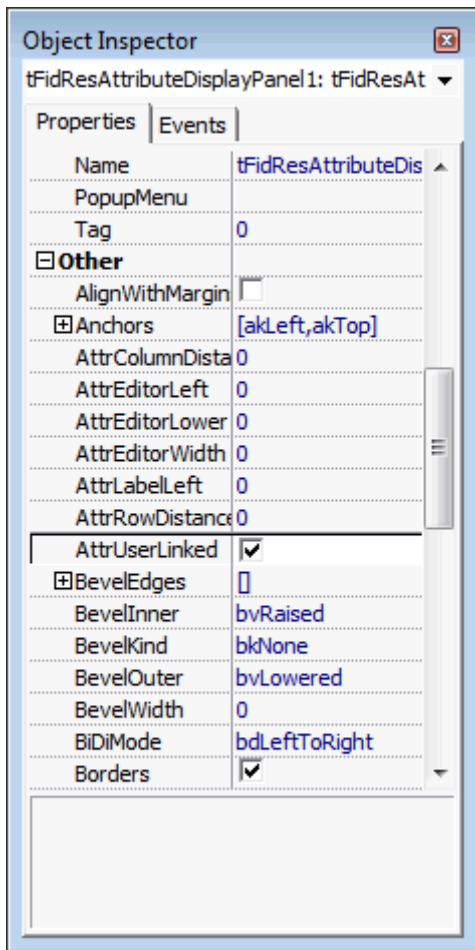 Object Inspector
tFidResAttributeDisplayPanel1: tFidResAt
Properties Events
Name tFidResAttributeDis
PopupMenu
Tag 0
Other
AlignWithMargin
Anchors [akLeft,akTop]
AttrColumnDista 0
AttrEditorLeft 0
AttrEditorLower 0
AttrEditorWidth 0
AttrLabelLeft 0
AttrRowDistance 0
AttrUserLinked
BevelEdges []
BevelInner bvRaised
BevelKind bkNone
BevelOuter bvLowered
BevelWidth 0
BiDiMode bdLeftToRight
Borders